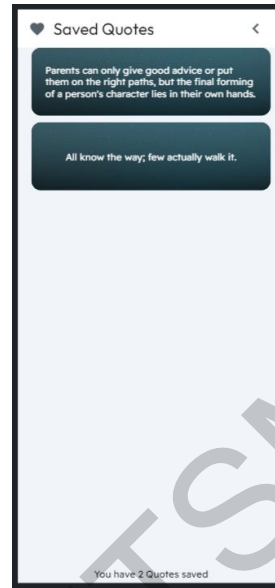 Saved Quotes
Parents can only give good advice or put
them on the right paths, but the final forming
of a person's character lies in their own hands.
All know the way; few actually walk it.
You have 2 Quotes saved